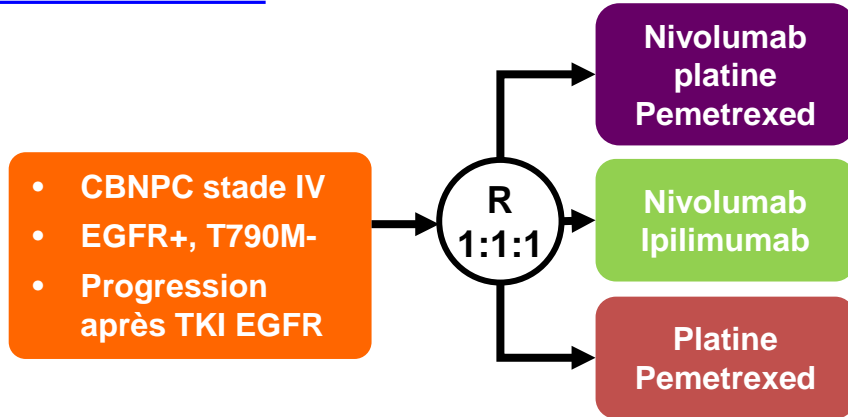 Nivolumab
platine
Pemetrexed
• CBNPC stade IV
• EGFR+, T790M-
• Progression
après TKI EGFR
R
1:1:1
Nivolumab
Ipilimumab
Platine
Pemetrexed